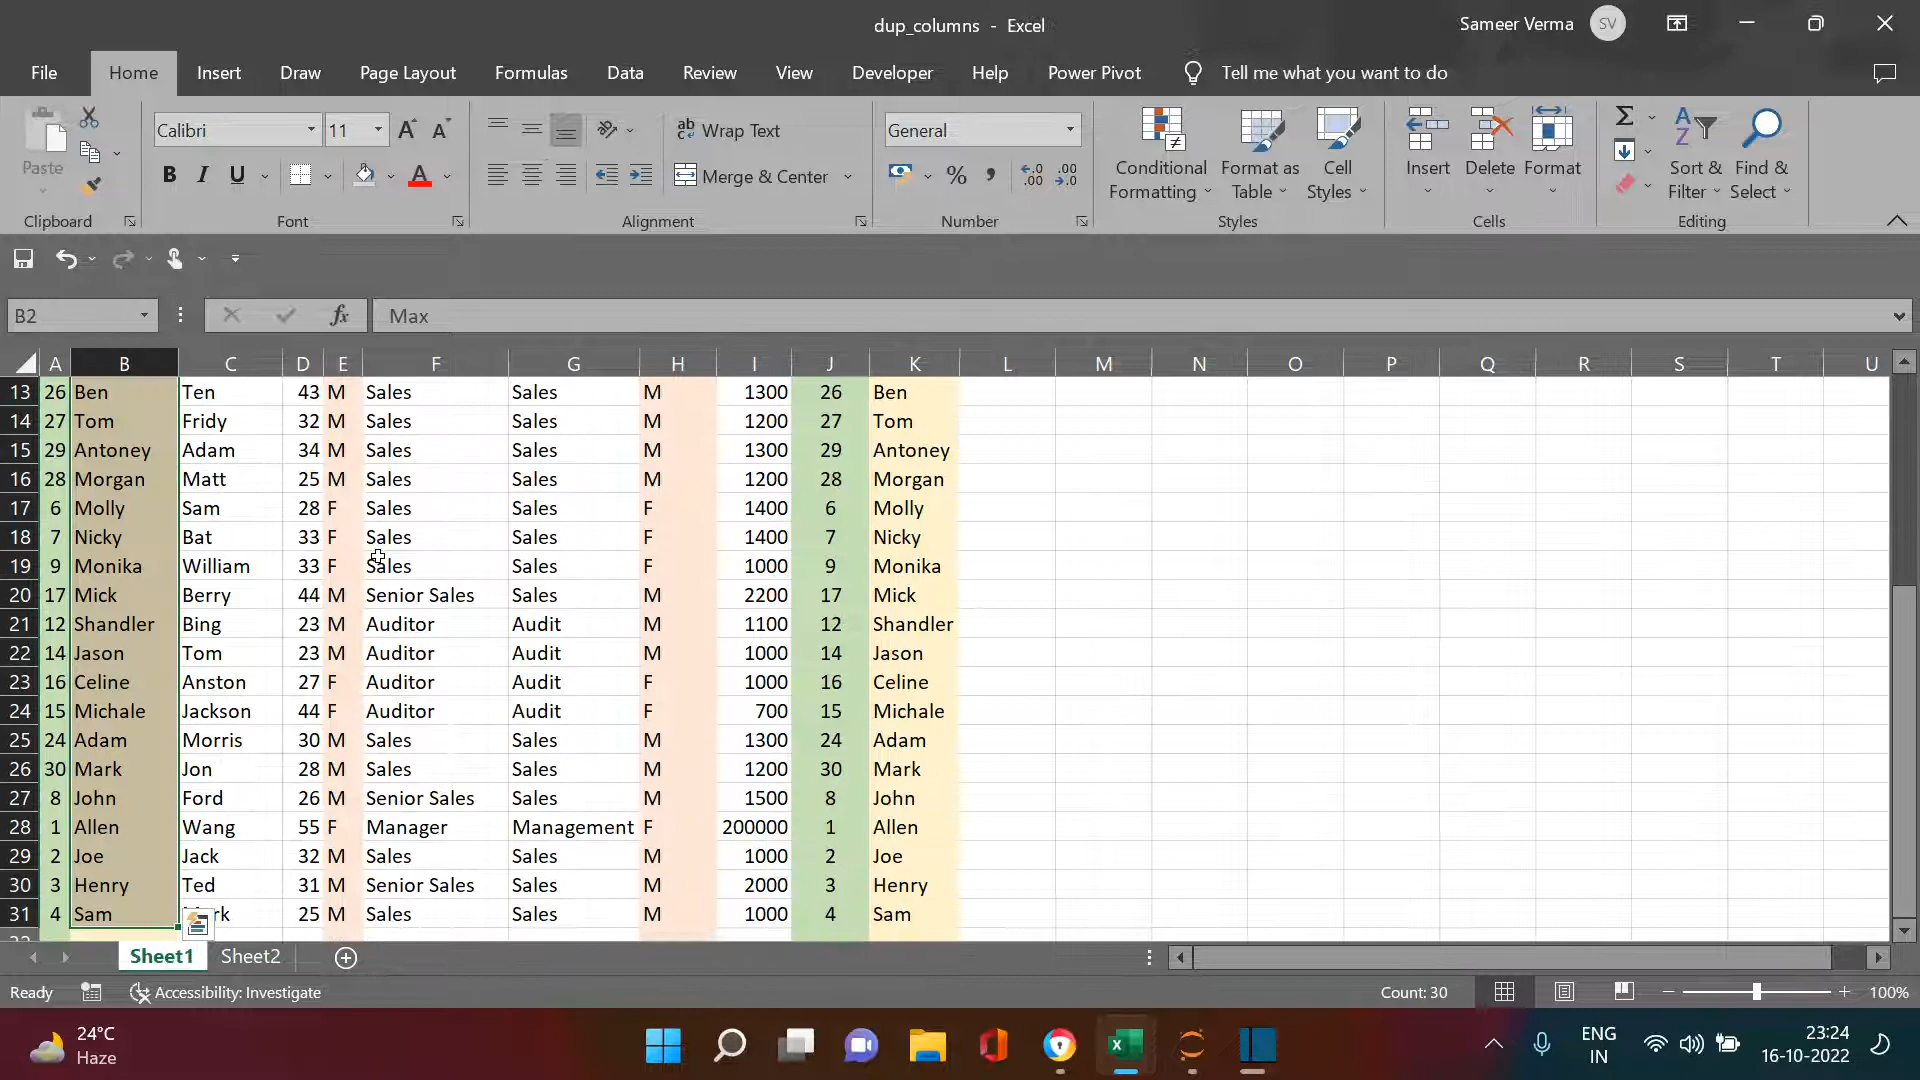 dup_columns - Excel
Sameer Verma SV
File Home Insert Draw Page Layout Formulas Data Review View Developer Help Power Pivot Tell me what you want to do
Calibri 11 A A ab Wrap Text General Σ A Z
Paste B I U A Merge & Center % , .00 .00 Conditional Formatting Format as Table Cell Styles Insert Delete Format Sort & Filter Find & Select
Clipboard Font Alignment Number Styles Cells Editing
B2 fx Max
A B C D E F G H I J K L M N O P Q R S T U
13 26 Ben Ten 43 M Sales Sales M 1300 26 Ben
14 27 Tom Fridy 32 M Sales Sales M 1200 27 Tom
15 29 Antoney Adam 34 M Sales Sales M 1300 29 Antoney
16 28 Morgan Matt 25 M Sales Sales M 1200 28 Morgan
17 6 Molly Sam 28 F Sales Sales F 1400 6 Molly
18 7 Nicky Bat 33 F Sales Sales F 1400 7 Nicky
19 9 Monika William 33 F Sales Sales F 1000 9 Monika
20 17 Mick Berry 44 M Senior Sales Sales M 2200 17 Mick
21 12 Shandler Bing 23 M Auditor Audit M 1100 12 Shandler
22 14 Jason Tom 23 M Auditor Audit M 1000 14 Jason
23 16 Celine Anston 27 F Auditor Audit F 1000 16 Celine
24 15 Michale Jackson 44 F Auditor Audit F 700 15 Michale
25 24 Adam Morris 30 M Sales Sales M 1300 24 Adam
26 30 Mark Jon 28 M Sales Sales M 1200 30 Mark
27 8 John Ford 26 M Senior Sales Sales M 1500 8 John
28 1 Allen Wang 55 F Manager Management F 200000 1 Allen
29 2 Joe Jack 32 M Sales Sales M 1000 2 Joe
30 3 Henry Ted 31 M Senior Sales Sales M 2000 3 Henry
31 4 Sam rk 25 M Sales Sales M 1000 4 Sam
Sheet1 Sheet2
Ready Accessibility: Investigate Count: 30 100%
24°C ENG 23:24
Haze IN 16-10-2022